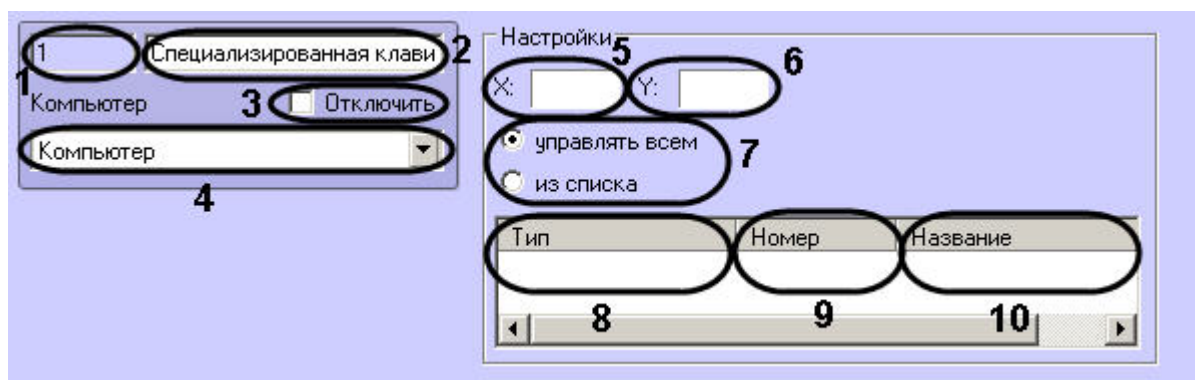 1 Специализированная клави 2
1
Компьютер 3 Отключить
Компьютер
4
Настройки
5 6
X: Y:
управлять всем
7
из списка
Тип Номер Название
8 9 10